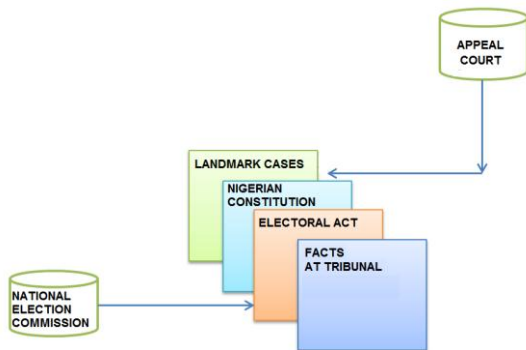 APPEAL
COURT
LANDMARK CASES
NIGERIAN
CONSTITUTION
ELECTORAL ACT
FACTS
AT TRIBUNAL
NATIONAL
ELECTION
COMMISSION